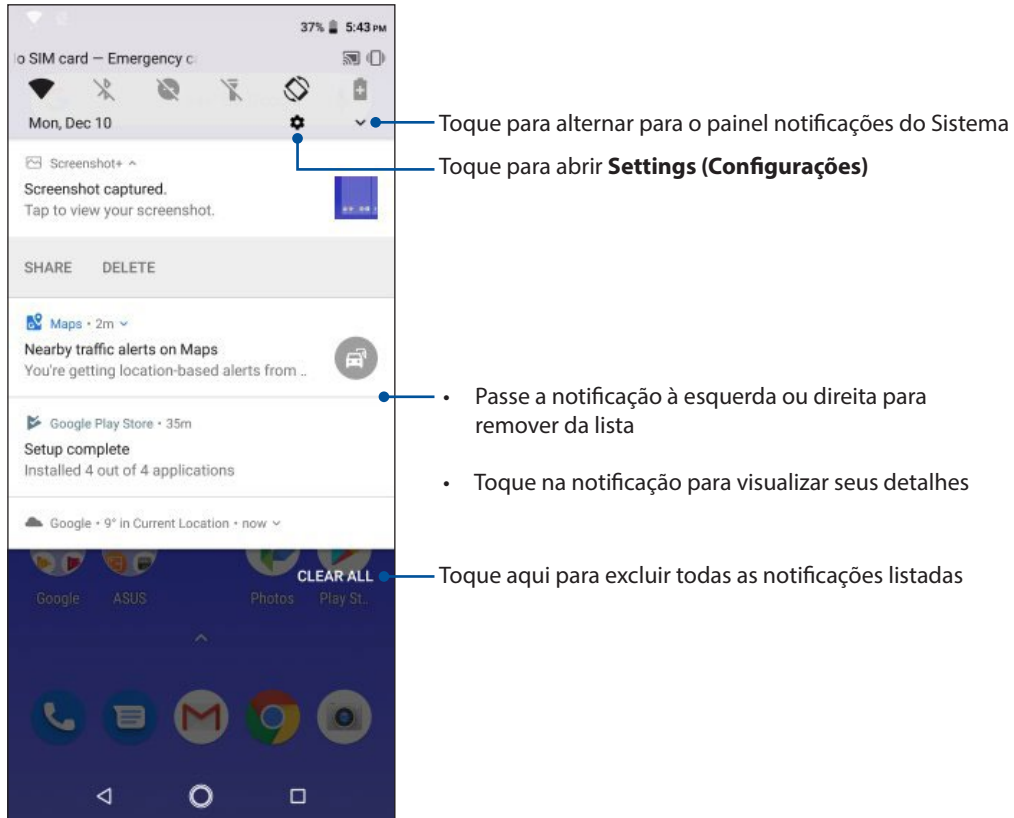 37% 5:43 PM
o SIM card — Emergency c
Mon, Dec 10
Toque para alternar para o painel notificações do Sistema
Toque para abrir Settings (Configurações)
Screenshot+
Screenshot captured.
Tap to view your screenshot.
SHARE DELETE
Maps • 2m
Nearby traffic alerts on Maps
You're getting location-based alerts from ..
• Passe a notificação à esquerda ou direita para
remover da lista
Google Play Store • 35m
Setup complete
Installed 4 out of 4 applications
• Toque na notificação para visualizar seus detalhes
Google • 9° in Current Location • now
CLEAR ALL
Toque aqui para excluir todas as notificações listadas
Google ASUS Photos Play St..